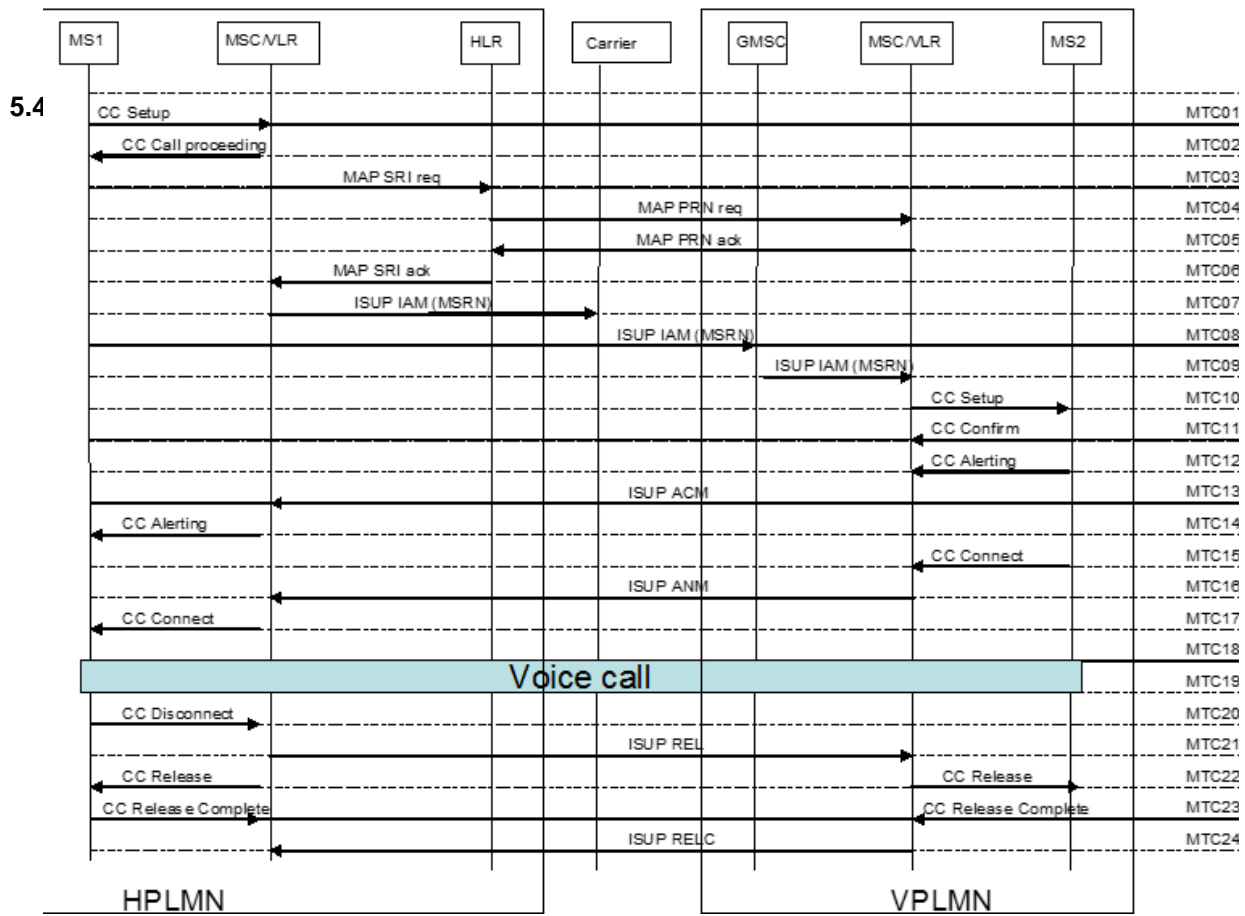 MS1 MSC/VLR HLR Carrier GMSC MSC/VLR MS2
5.4
CC Setup MTC01
CC Call proceeding MTC02
MAP SRI req MTC03
MAP PRN req MTC04
MAP PRN ack MTC05
MAP SRI ack MTC06
ISUP IAM (MSRN) MTC07
ISUP IAM (MSRN) MTC08
ISUP IAM (MSRN) MTC09
CC Setup MTC10
CC Confirm MTC11
CC Alerting MTC12
ISUP ACM MTC13
CC Alerting MTC14
CC Connect MTC15
ISUP ANM MTC16
CC Connect MTC17
MTC18
Voice call MTC19
CC Disconnect MTC20
ISUP REL MTC21
CC Release CC Release MTC22
CC Release Complete CC Release Complete MTC23
ISUP RELC MTC24
HPLMN VPLMN